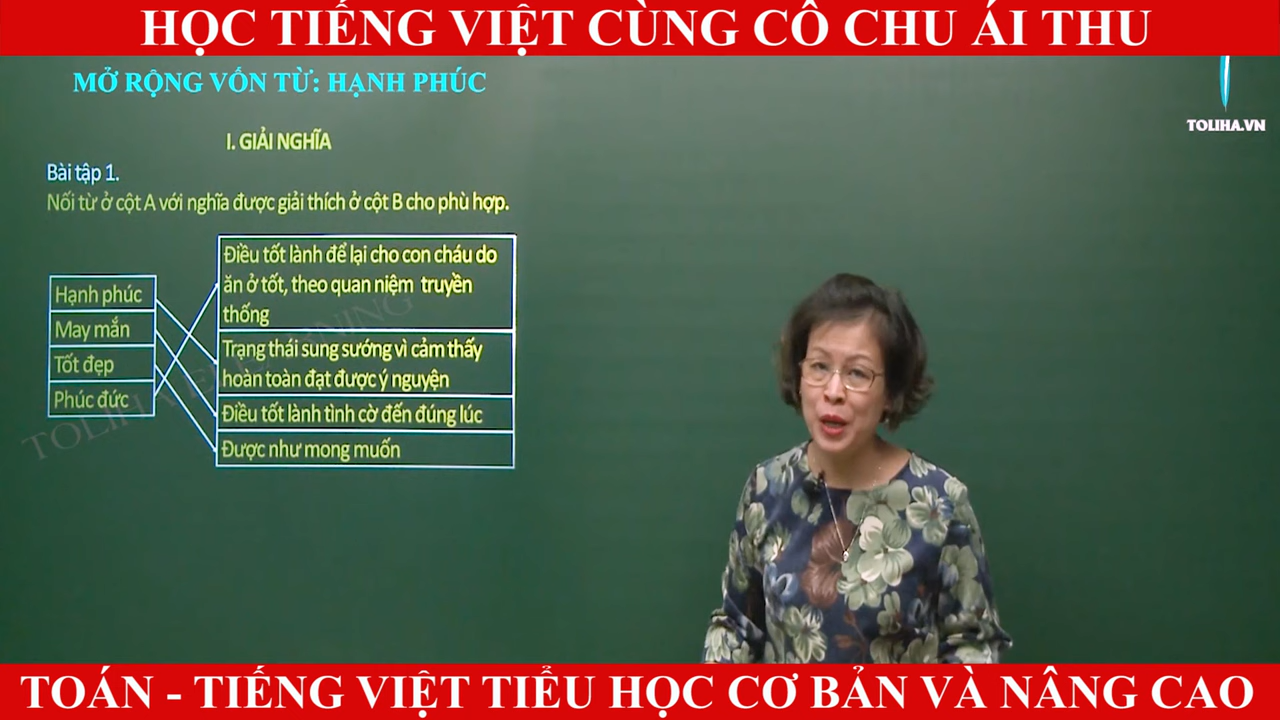 HỌC TIẾNG VIỆT CÙNG CÔ CHU ÁI THU
MỞ RỘNG VỐN TỪ: HẠNH PHÚC
TOLIHA.VN
I. GIẢI NGHĨA
Bài tập 1.
Nối từ ở cột A với nghĩa được giải thích ở cột B cho phù hợp.
Hạnh phúc
May mắn
Tốt đẹp
Phúc đức
Điều tốt lành để lại cho con cháu do
ăn ở tốt, theo quan niệm truyền
thống
Trạng thái sung sướng vì cảm thấy
hoàn toàn đạt được ý nguyện
Điều tốt lành tình cờ đến đúng lúc
Được như mong muốn
TOÁN - TIẾNG VIỆT TIỂU HỌC CƠ BẢN VÀ NÂNG CAO